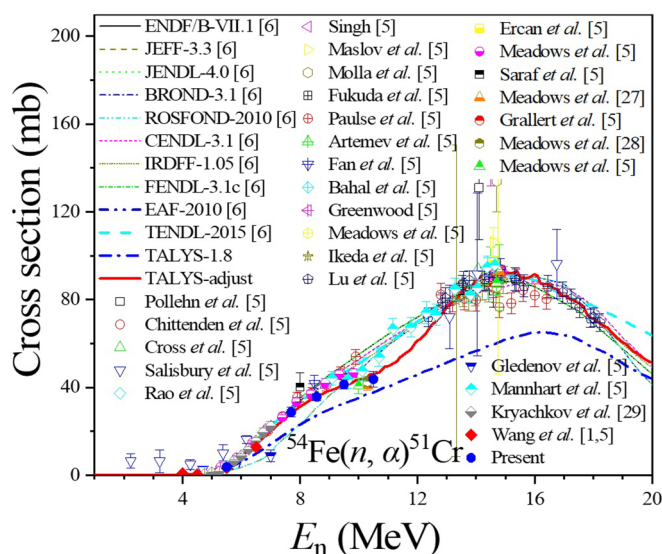 200
160
120
80
40
0
Cross section (mb)
ENDF/B-VII.1 [6]
JEFF-3.3 [6]
JENDL-4.0 [6]
BROND-3.1 [6]
ROSFOND-2010 [6]
CENDL-3.1 [6]
IRDFF-1.05 [6]
FENDL-3.1c [6]
EAF-2010 [6]
TENDL-2015 [6]
TALYS-1.8
TALYS-adjust
Pollehn et al. [5]
Chittenden et al. [5]
Cross et al. [5]
Salisbury et al. [5]
Rao et al. [5]
Singh [5]
Maslov et al. [5]
Molla et al. [5]
Fukuda et al. [5]
Paulse et al. [5]
Artemev et al. [5]
Fan et al. [5]
Bahal et al. [5]
Greenwood [5]
Meadows et al. [5]
Ikeda et al. [5]
Lu et al. [5]
Ercan et al. [5]
Meadows et al. [5]
Saraf et al. [5]
Meadows et al. [27]
Grallert et al. [5]
Meadows et al. [28]
Meadows et al. [5]
Gledenov et al. [5]
Mannhart et al. [5]
Kryachkov et al. [29]
Wang et al. [1,5]
Present
⁵⁴Fe(n, α)⁵¹Cr
0 4 8 12 16 20
Eₙ (MeV)